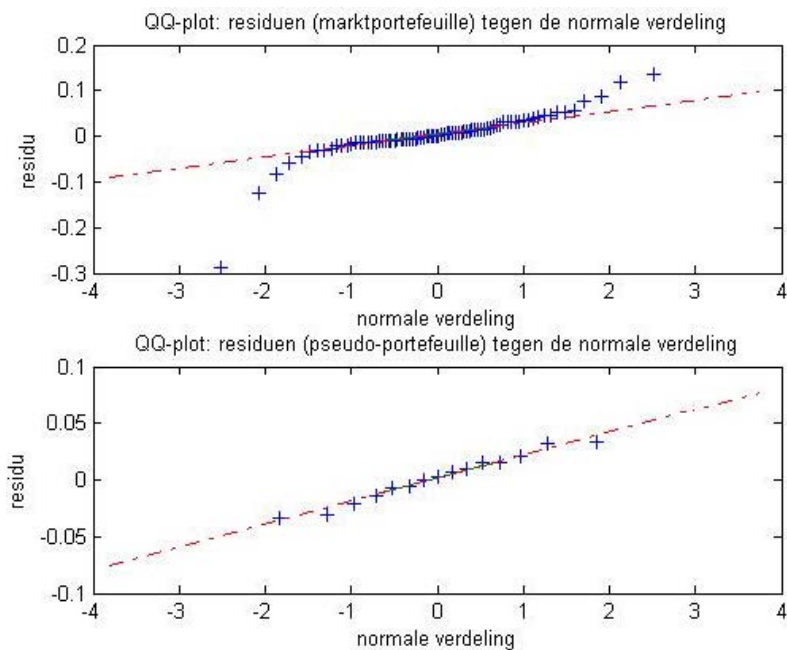 QQ-plot: residuen (marktportefeuille) tegen de normale verdeling
0.2
0.1
0
-0.1
-0.2
-0.3
residu
-4 -3 -2 -1 0 1 2 3 4
normale verdeling
QQ-plot: residuen (pseudo-portefeuille) tegen de normale verdeling
0.1
0.05
0
-0.05
-0.1
residu
-4 -3 -2 -1 0 1 2 3 4
normale verdeling